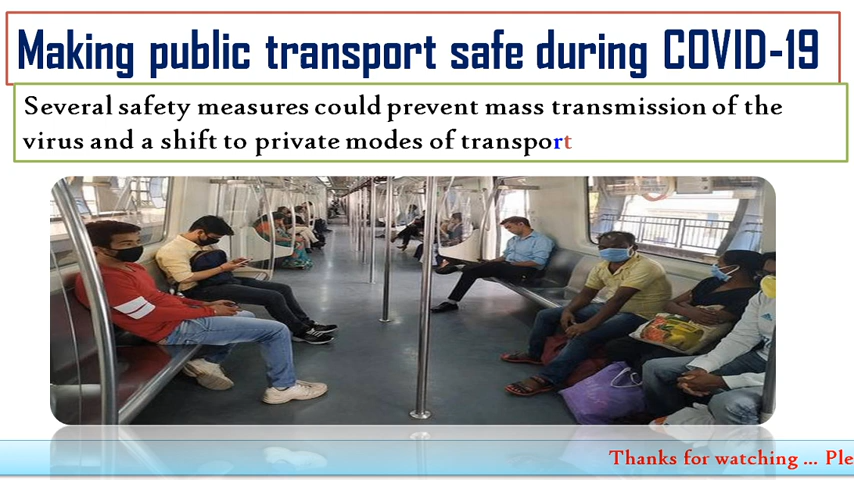 Making public transport safe during COVID-19
Several safety measures could prevent mass transmission of the
virus and a shift to private modes of transport
Thanks for watching ... Ple